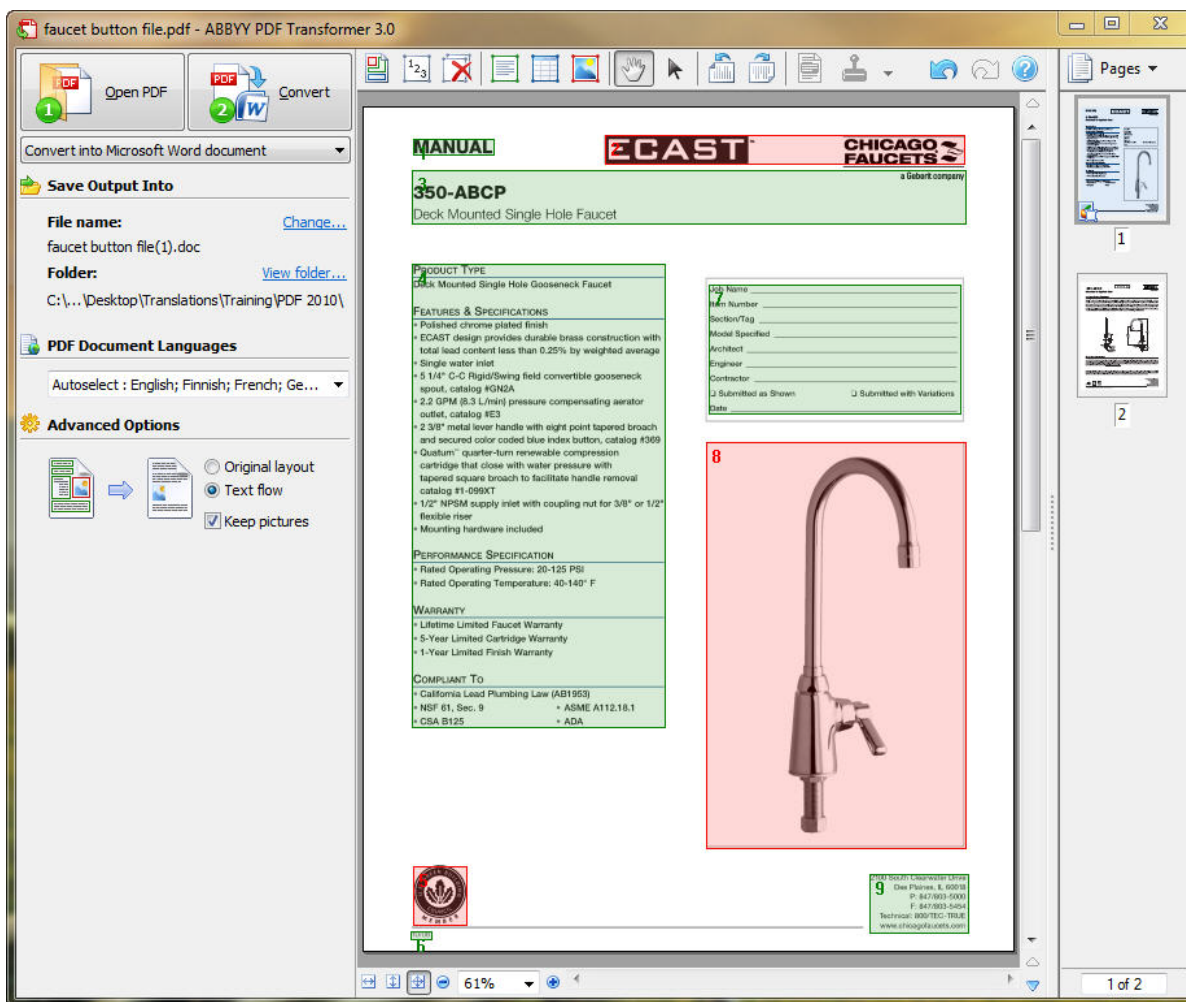 faucet button file.pdf - ABBYY PDF Transformer 3.0
PDF
1
Open PDF
PDF
2
W
Convert
Convert into Microsoft Word document
Save Output Into
File name:
Change...
faucet button file(1).doc
Folder:
View folder...
C:\...\Desktop\Translations\Training\PDF 2010\
PDF Document Languages
Autoselect : English; Finnish; French; Ge...
Advanced Options
Original layout
Text flow
Keep pictures
Pages
MANUAL
ECAST
CHICAGO
FAUCETS
a Geberit company
3
350-ABCP
Deck Mounted Single Hole Faucet
4
PRODUCT TYPE
Deck Mounted Single Hole Gooseneck Faucet
FEATURES & SPECIFICATIONS
• Polished chrome plated finish
• ECAST design provides durable brass construction with
total lead content less than 0.25% by weighted average
• Single water inlet
• 5 1/4" C-C Rigid/Swing field convertible gooseneck
spout, catalog #GN2A
• 2.2 GPM (8.3 L/min) pressure compensating aerator
outlet, catalog #E3
• 2 3/8" metal lever handle with eight point tapered broach
and secured color coded blue index button, catalog #369
• Quatum™ quarter-turn renewable compression
cartridge that close with water pressure with
tapered square broach to facilitate handle removal
catalog #1-099XT
• 1/2" NPSM supply inlet with coupling nut for 3/8" or 1/2"
flexible riser
• Mounting hardware included
PERFORMANCE SPECIFICATION
• Rated Operating Pressure: 20-125 PSI
• Rated Operating Temperature: 40-140° F
WARRANTY
• Lifetime Limited Faucet Warranty
• 5-Year Limited Cartridge Warranty
• 1-Year Limited Finish Warranty
COMPLIANT TO
• California Lead Plumbing Law (AB1953)
• NSF 61, Sec. 9 • ASME A112.18.1
• CSA B125 • ADA
7
Job Name
Item Number
Section/Tag
Model Specified
Architect
Engineer
Contractor
Submitted as Shown Submitted with Variations
Date
8
MEMBER
6
9
2100 South Clearwater Drive
Des Plaines, IL 60018
P: 847/803-5000
F: 847/803-5454
Technical: 800/TEC-TRUE
www.chicagofaucets.com
1
2
61%
1 of 2